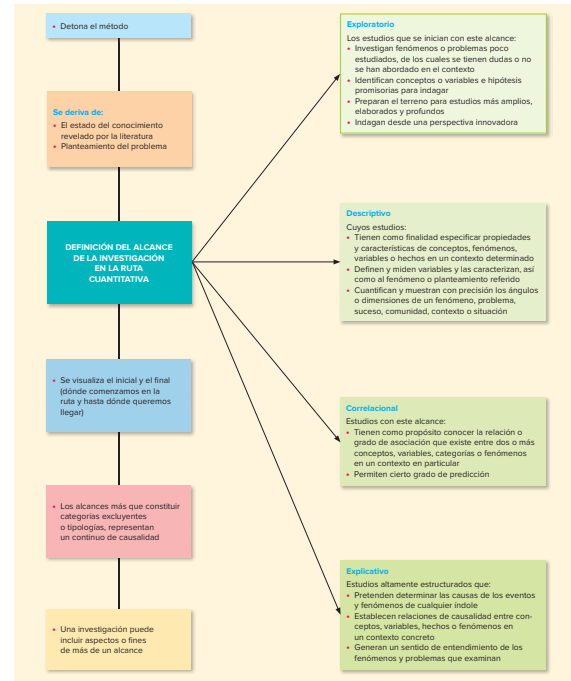 • Detona el método
Se deriva de:
• El estado del conocimiento
revelado por la literatura
• Planteamiento del problema
DEFINICIÓN DEL ALCANCE
DE LA INVESTIGACIÓN
EN LA RUTA
CUANTITATIVA
• Se visualiza el inicial y el final
(dónde comenzamos en la
ruta y hasta dónde queremos
llegar)
• Los alcances más que constituir
categorías excluyentes
o tipologías, representan
un continuo de causalidad
• Una investigación puede
incluir aspectos o fines
de más de un alcance
Exploratorio
Los estudios que se inician con este alcance:
• Investigan fenómenos o problemas poco
estudiados, de los cuales se tienen dudas o no
se han abordado en el contexto
• Identifican conceptos o variables e hipótesis
promisorias para indagar
• Preparan el terreno para estudios más amplios,
elaborados y profundos
• Indagan desde una perspectiva innovadora
Descriptivo
Cuyos estudios:
• Tienen como finalidad especificar propiedades
y características de conceptos, fenómenos,
variables o hechos en un contexto determinado
• Definen y miden variables y las caracterizan, así
como al fenómeno o planteamiento referido
• Cuantifican y muestran con precisión los ángulos
o dimensiones de un fenómeno, problema,
suceso, comunidad, contexto o situación
Correlacional
Estudios con este alcance:
• Tienen como propósito conocer la relación o
grado de asociación que existe entre dos o más
conceptos, variables, categorías o fenómenos
en un contexto en particular
• Permiten cierto grado de predicción
Explicativo
Estudios altamente estructurados que:
• Pretenden determinar las causas de los eventos
y fenómenos de cualquier índole
• Establecen relaciones de causalidad entre con-
ceptos, variables, hechos o fenómenos en
un contexto concreto
• Generan un sentido de entendimiento de los
fenómenos y problemas que examinan